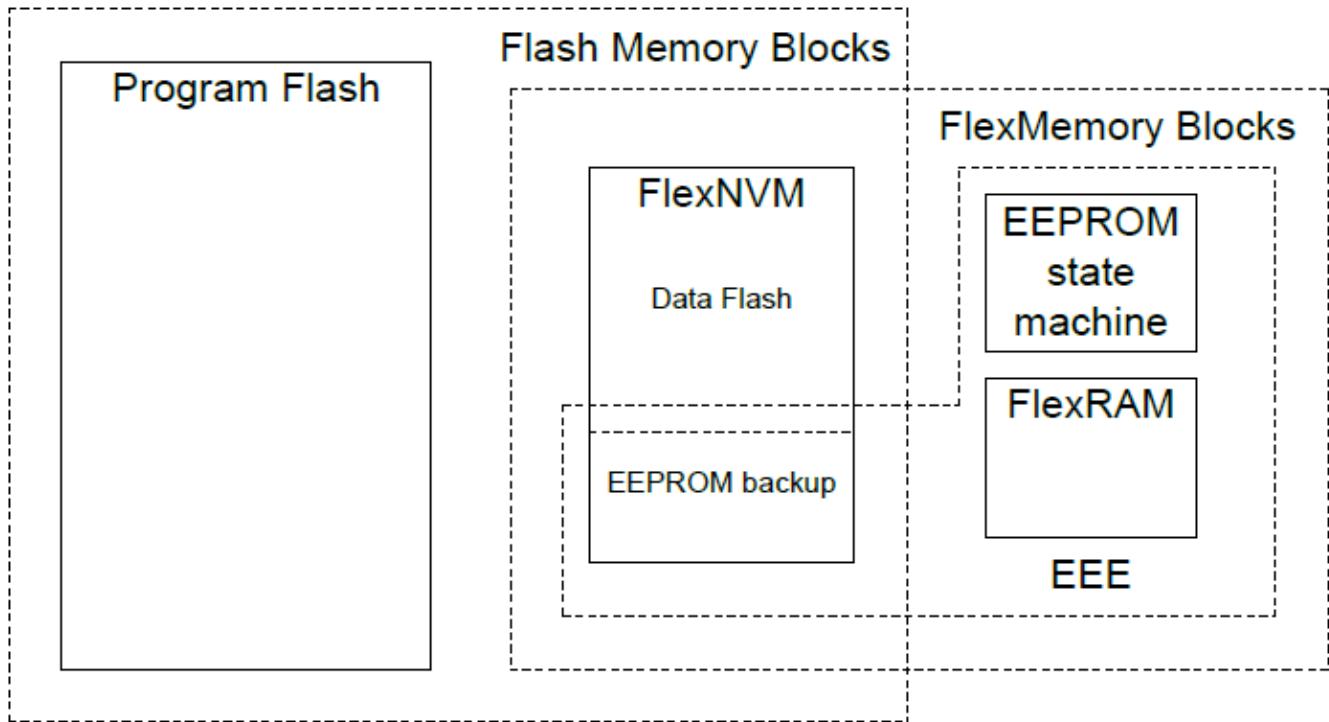 Flash Memory Blocks
Program Flash
FlexMemory Blocks
FlexNVM
EEPROM
state
machine
Data Flash
FlexRAM
EEPROM backup
EEE